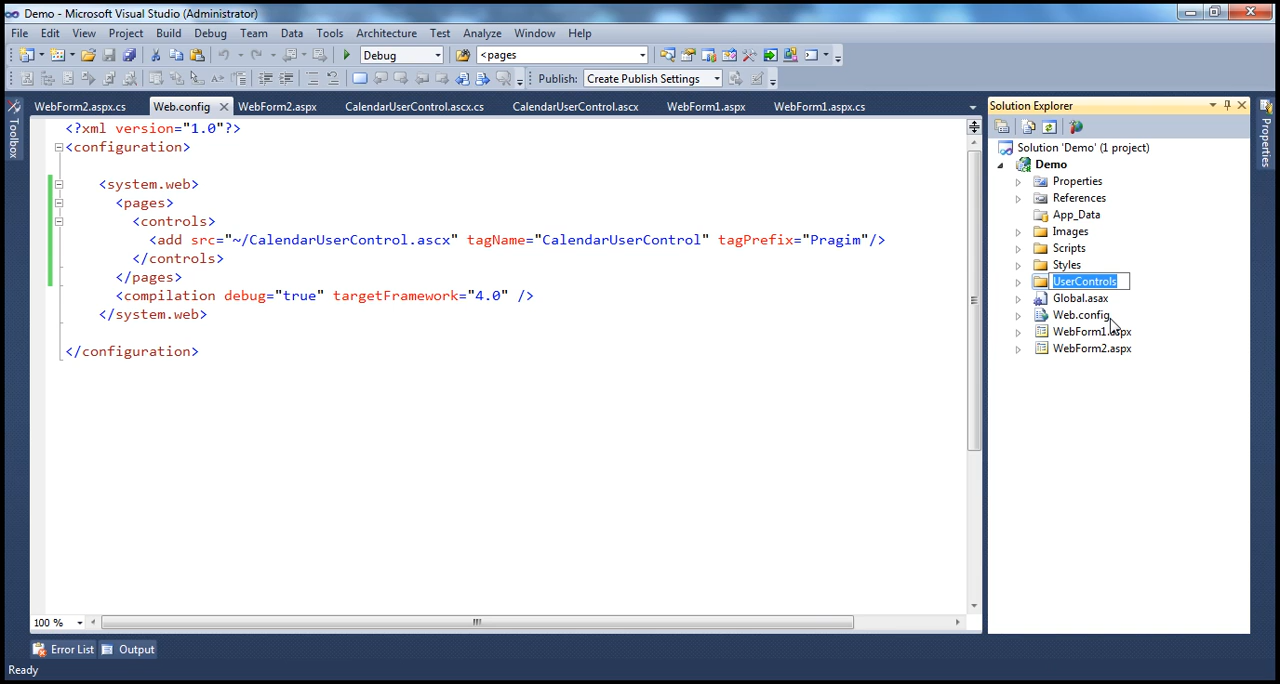 Demo - Microsoft Visual Studio (Administrator)
File Edit View Project Build Debug Team Data Tools Architecture Test Analyze Window Help
Debug <pages
Publish: Create Publish Settings
WebForm2.aspx.cs Web.config WebForm2.aspx CalendarUserControl.ascx.cs CalendarUserControl.ascx WebForm1.aspx WebForm1.aspx.cs
Toolbox
<?xml version="1.0"?>
<configuration>
<system.web>
<pages>
<controls>
<add src="~/CalendarUserControl.ascx" tagName="CalendarUserControl" tagPrefix="Pragim"/>
</controls>
</pages>
<compilation debug="true" targetFramework="4.0" />
</system.web>
</configuration>
100 %
Solution Explorer
Solution 'Demo' (1 project)
Demo
Properties
References
App_Data
Images
Scripts
Styles
UserControls
Global.asax
Web.config
WebForm1.aspx
WebForm2.aspx
Properties
Error List Output
Ready